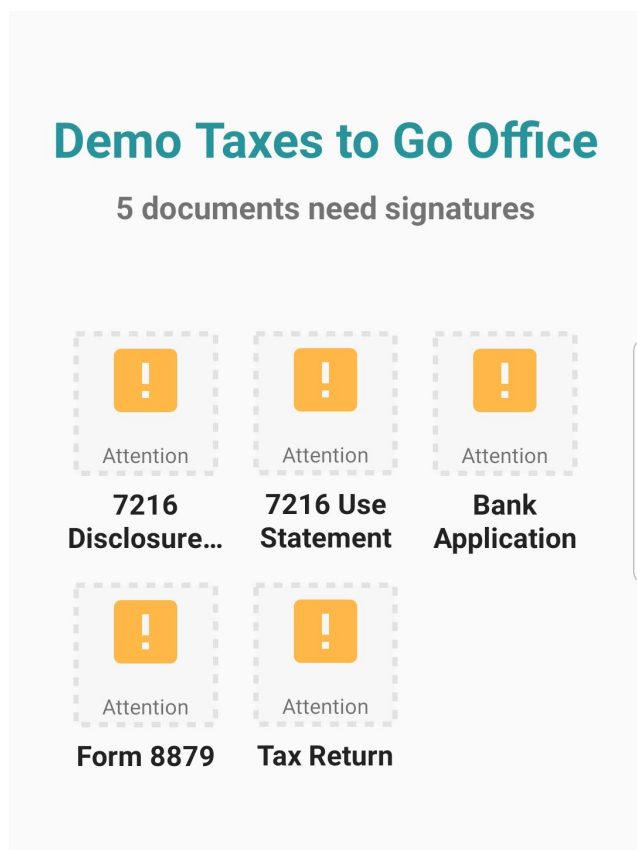 Demo Taxes to Go Office
5 documents need signatures
Attention
Attention
Attention
7216
Disclosure...
7216 Use
Statement
Bank
Application
Attention
Attention
Form 8879
Tax Return